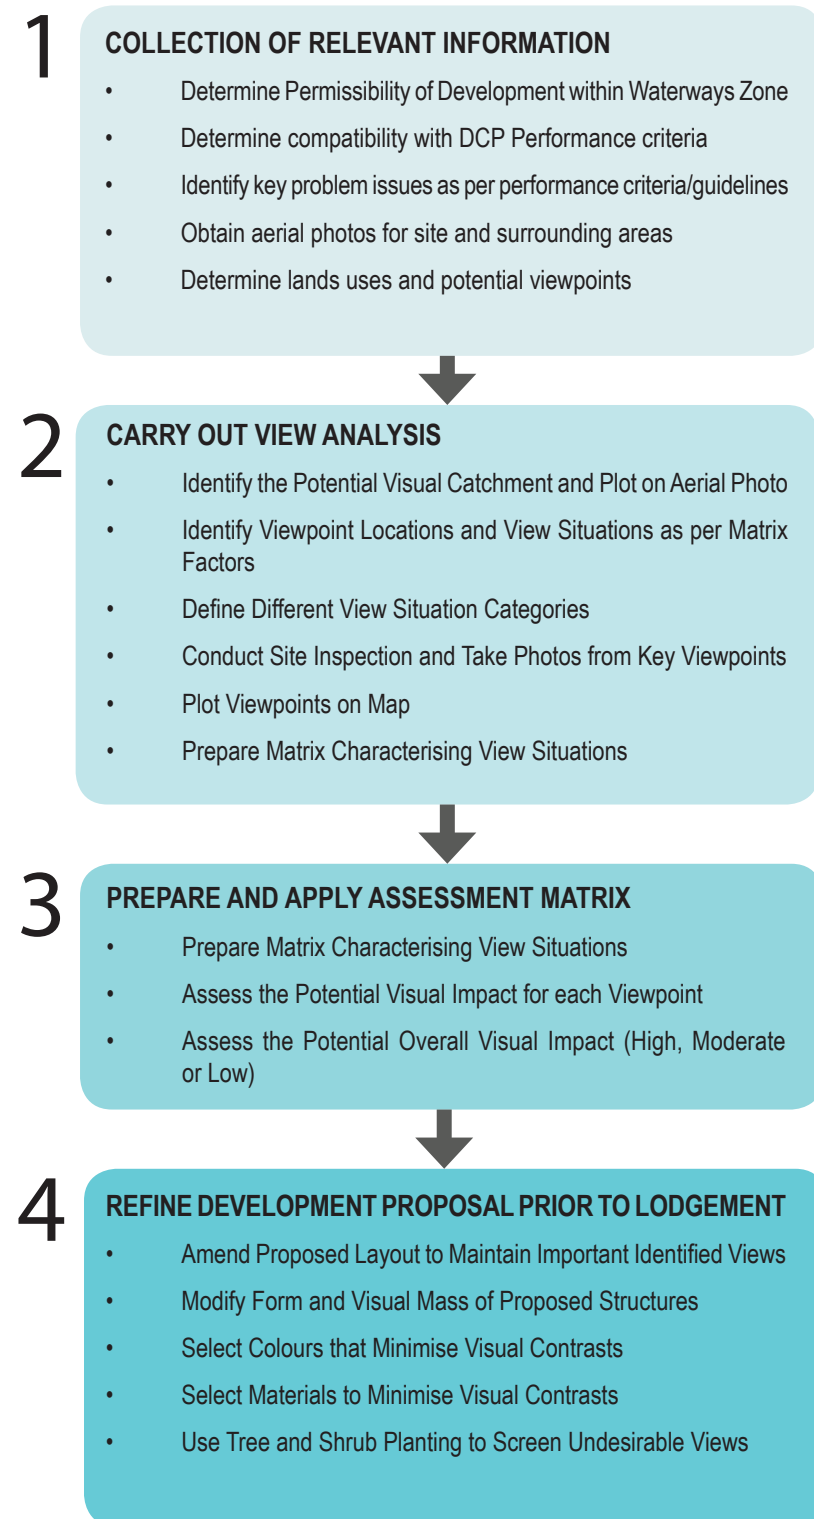 1
COLLECTION OF RELEVANT INFORMATION
• Determine Permissibility of Development within Waterways Zone
• Determine compatibility with DCP Performance criteria
• Identify key problem issues as per performance criteria/guidelines
• Obtain aerial photos for site and surrounding areas
• Determine lands uses and potential viewpoints
2
CARRY OUT VIEW ANALYSIS
• Identify the Potential Visual Catchment and Plot on Aerial Photo
• Identify Viewpoint Locations and View Situations as per Matrix
Factors
• Define Different View Situation Categories
• Conduct Site Inspection and Take Photos from Key Viewpoints
• Plot Viewpoints on Map
• Prepare Matrix Characterising View Situations
3
PREPARE AND APPLY ASSESSMENT MATRIX
• Prepare Matrix Characterising View Situations
• Assess the Potential Visual Impact for each Viewpoint
• Assess the Potential Overall Visual Impact (High, Moderate
or Low)
4
REFINE DEVELOPMENT PROPOSAL PRIOR TO LODGEMENT
• Amend Proposed Layout to Maintain Important Identified Views
• Modify Form and Visual Mass of Proposed Structures
• Select Colours that Minimise Visual Contrasts
• Select Materials to Minimise Visual Contrasts
• Use Tree and Shrub Planting to Screen Undesirable Views